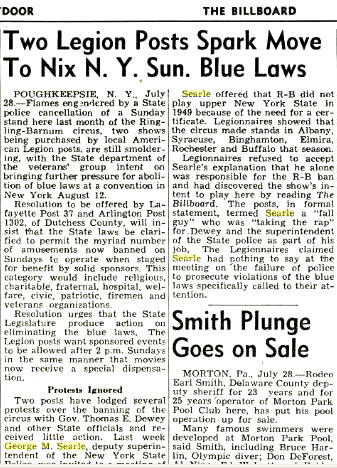 TDOOR
THE BILLBOARD
Two Legion Posts Spark Move
To Nix N. Y. Sun. Blue Laws
POUGHKEEPSIE, N. Y., July
28.—Flames engendered by a State
police cancellation of a Sunday
stand here last month of the Ring-
ling-Barnum circus, two shows
being purchased by local Ameri-
can Legion posts, are still smolder-
ing, with the State department of
the veterans' group intent on
bringing further pressure for aboli-
tion of blue laws at a convention in
New York August 12.
Resolution to be offered by La-
fayette Post 37 and Arlington Post
1302, of Dutchess County, will in-
sist that the State laws be clari-
fied to permit the myriad number
of amusements now banned on
Sundays to operate when staged
for benefit by solid sponsors. This
category would include religious,
charitable, fraternal, hospital, wel-
fare, civic, patriotic, firemen and
veterans organizations.
Resolution urges that the State
Legislature produce action on
eliminating the blue laws. The
Legion posts want sponsored events
to be allowed after 2 p.m. Sundays
in the same manner that movies
now receive a special dispensa-
tion.
Protests Ignored
Two posts have lodged several
protests over the banning of the
circus with Gov. Thomas E. Dewey
and other State officials and re-
ceived little action. Last week
George M. Searle, deputy superin-
tendent of the New York State
Police was invited to a meeting of
Searle offered that R-B did not
play upper New York State in
1949 because of the need for a cer-
tificate. Legionnaires showed that
the circus made stands in Albany,
Syracuse, Binghamton, Elmira,
Rochester and Buffalo that season.
Legionnaires refused to accept
Searle's explanation that he alone
was responsible for the R-B ban
and had discovered the show's in-
tent to play here by reading The
Billboard. The posts, in formal
statement, termed Searle a "fall
guy" who was "taking the rap"
for Dewey and the superintendent
of the State police as part of his
job. The Legionnaires claimed
Searle had nothing to say at the
meeting on the failure of police
to prosecute violations of the blue
laws specifically called to their at-
tention.
Smith Plunge
Goes on Sale
MORTON, Pa., July 28.—Rodeo
Earl Smith, Delaware County dep-
uty sheriff for 23 years and for
25 years operator of Morton Park
Pool Club here, has put his pool
operation up for sale.
Many famous swimmers were
developed at Morton Park Pool,
said Smith, including Bruce Har-
lin, Olympic diver; Don DeForest